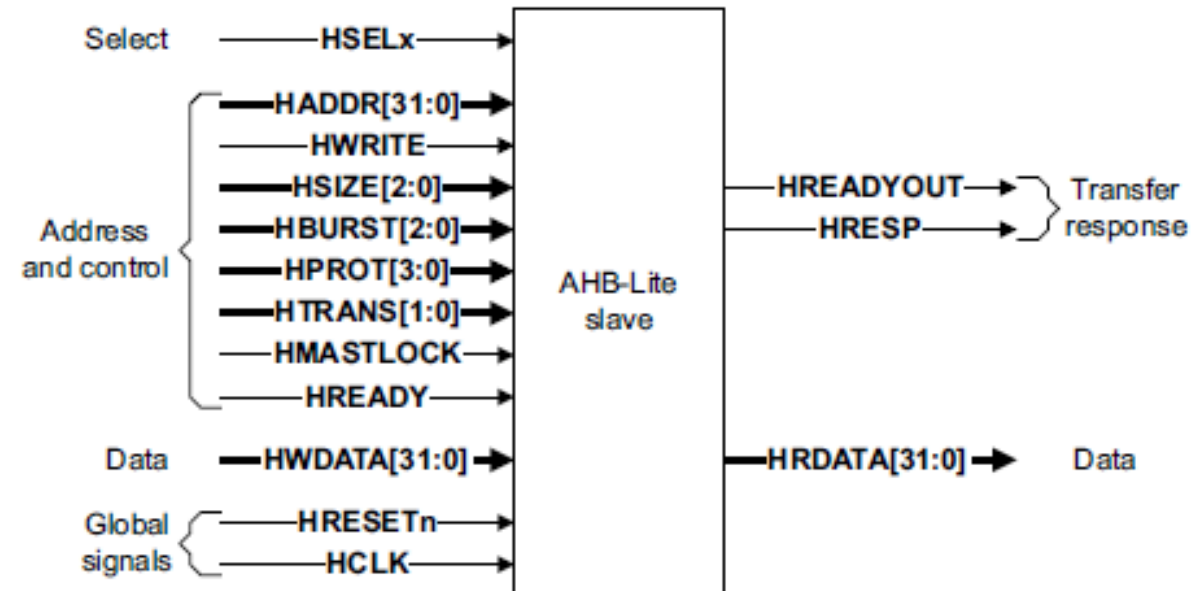 Select
HSELx
HADDR[31:0]
HWRITE
HSIZE[2:0]
HBURST[2:0]
HPROT[3:0]
HTRANS[1:0]
HMASTLOCK
HREADY
Address
and control
Data
HWDATA[31:0]
Global
signals
HRESETn
HCLK
AHB-Lite
slave
HREADYOUT
HRESP
Transfer
response
HRDATA[31:0]
Data